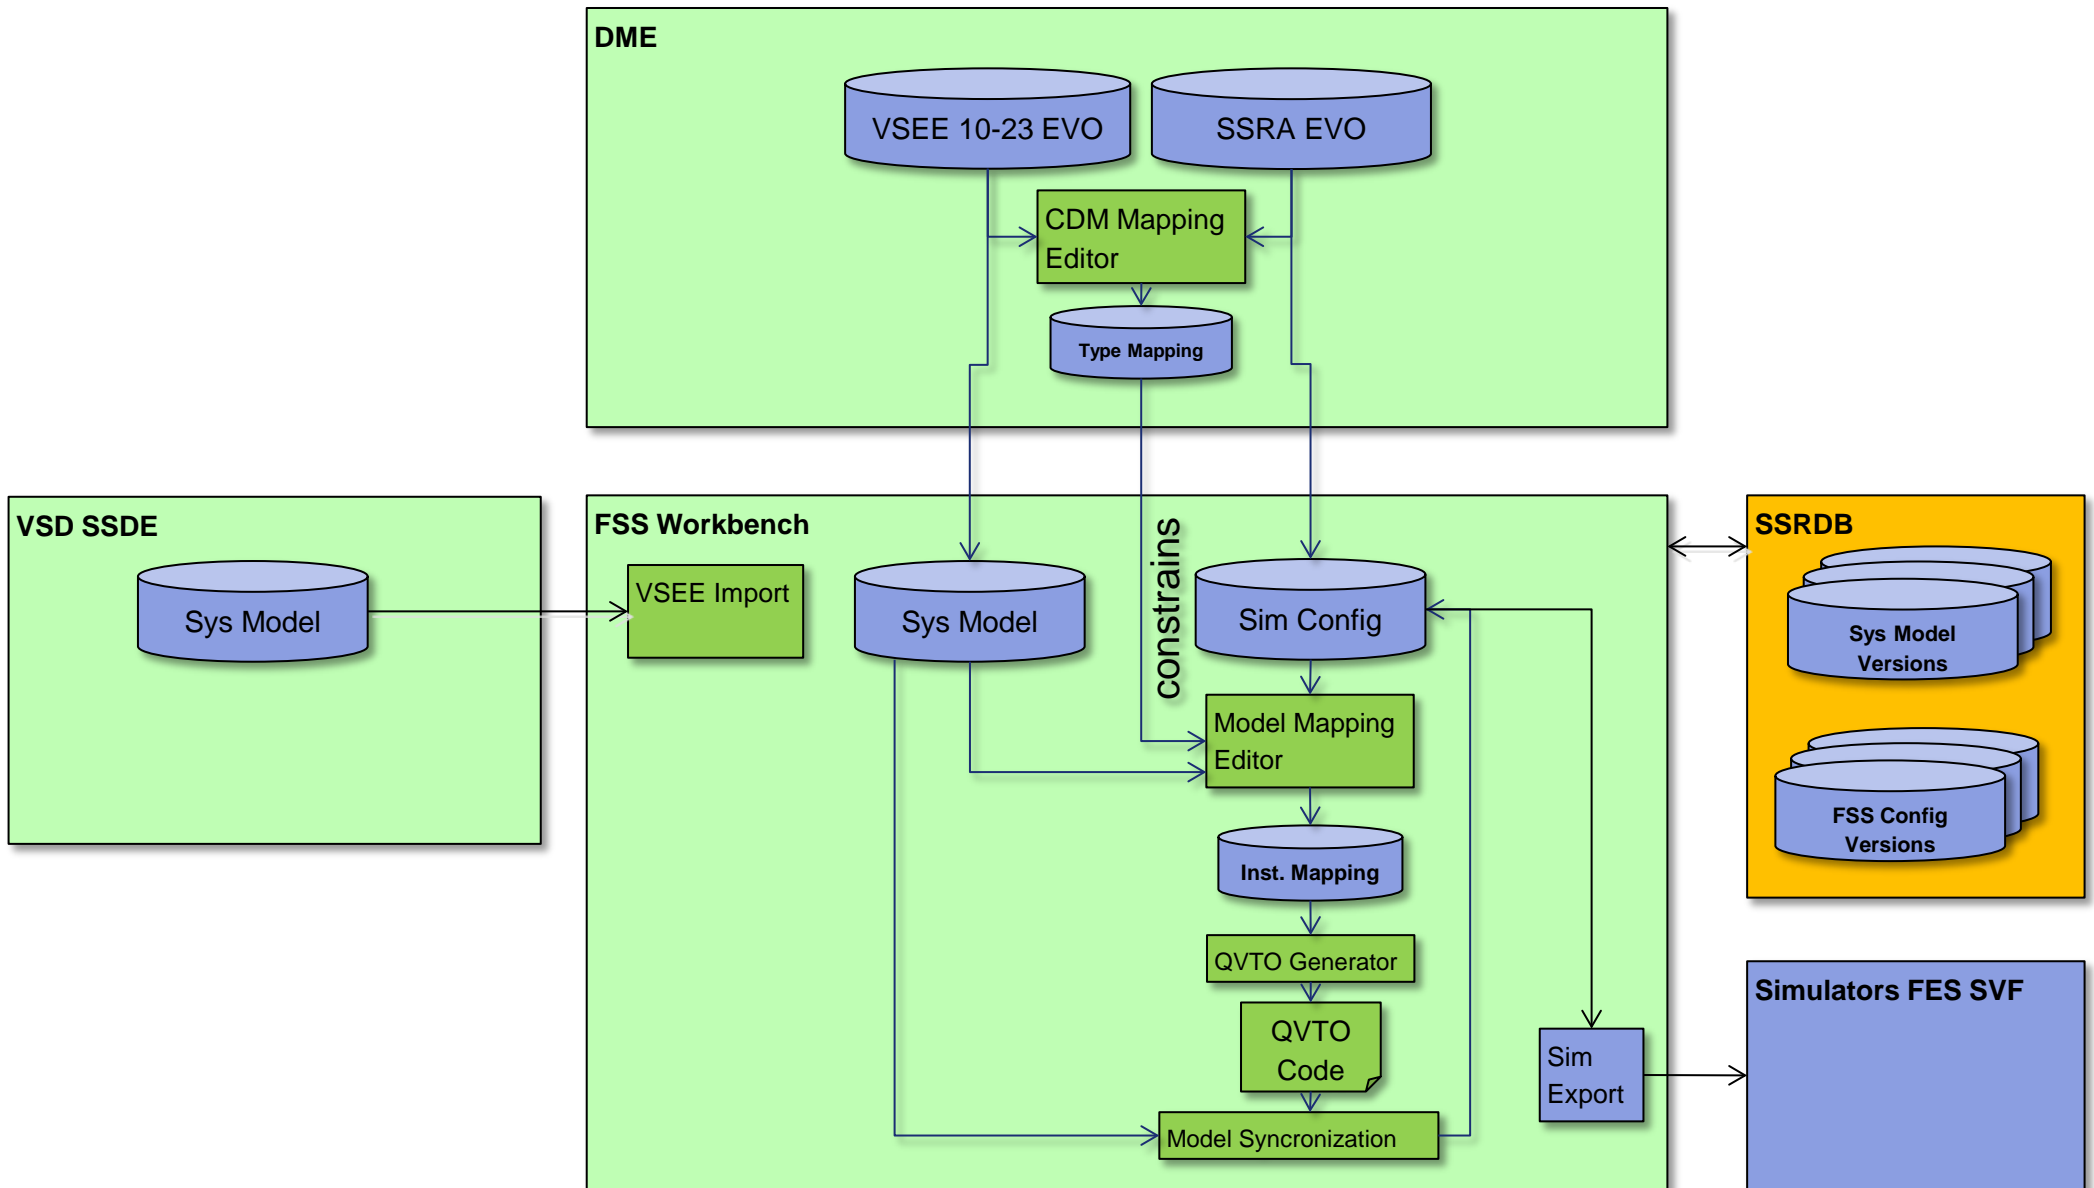 DME
VSEE 10-23 EVO
SSRA EVO
CDM Mapping
Editor
Type Mapping
VSD SSDE
Sys Model
FSS Workbench
VSEE Import
Sys Model
constrains
Sim Config
Model Mapping
Editor
Inst. Mapping
QVTO Generator
QVTO
Code
Model Syncronization
Sim
Export
SSRDB
Sys Model
Versions
FSS Config
Versions
Simulators FES SVF